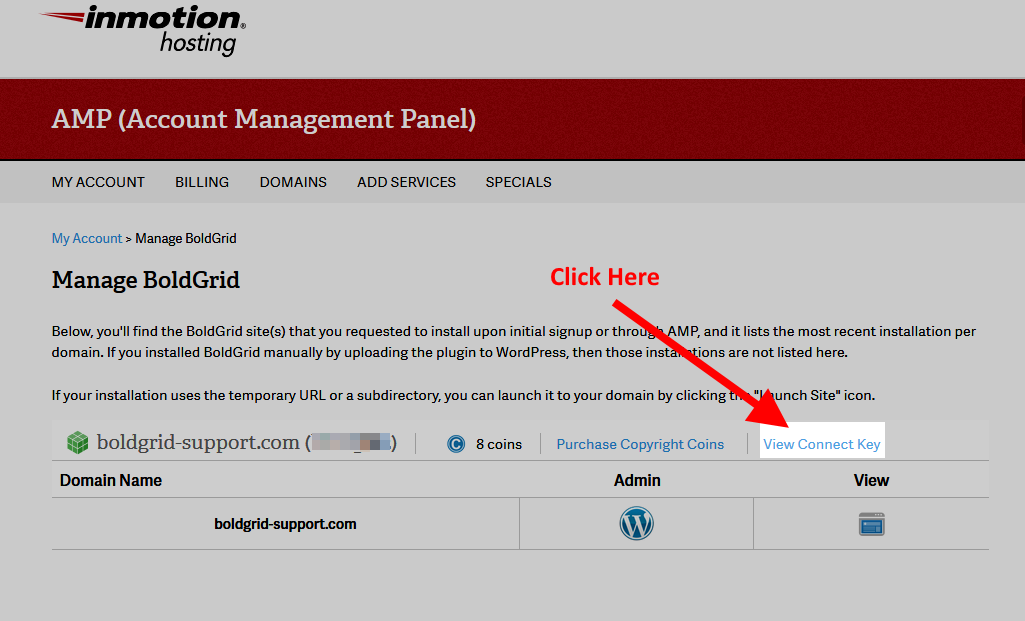 inmotion®
hosting
AMP (Account Management Panel)
MY ACCOUNT BILLING DOMAINS ADD SERVICES SPECIALS
My Account > Manage BoldGrid
Manage BoldGrid
Click Here
Below, you'll find the BoldGrid site(s) that you requested to install upon initial signup or through AMP, and it lists the most recent installation per
domain. If you installed BoldGrid manually by uploading the plugin to WordPress, then those installations are not listed here.
If your installation uses the temporary URL or a subdirectory, you can launch it to your domain by clicking the "Launch Site" icon.
boldgrid-support.com ( ) C 8 coins Purchase Copyright Coins View Connect Key
Domain Name Admin View
boldgrid-support.com